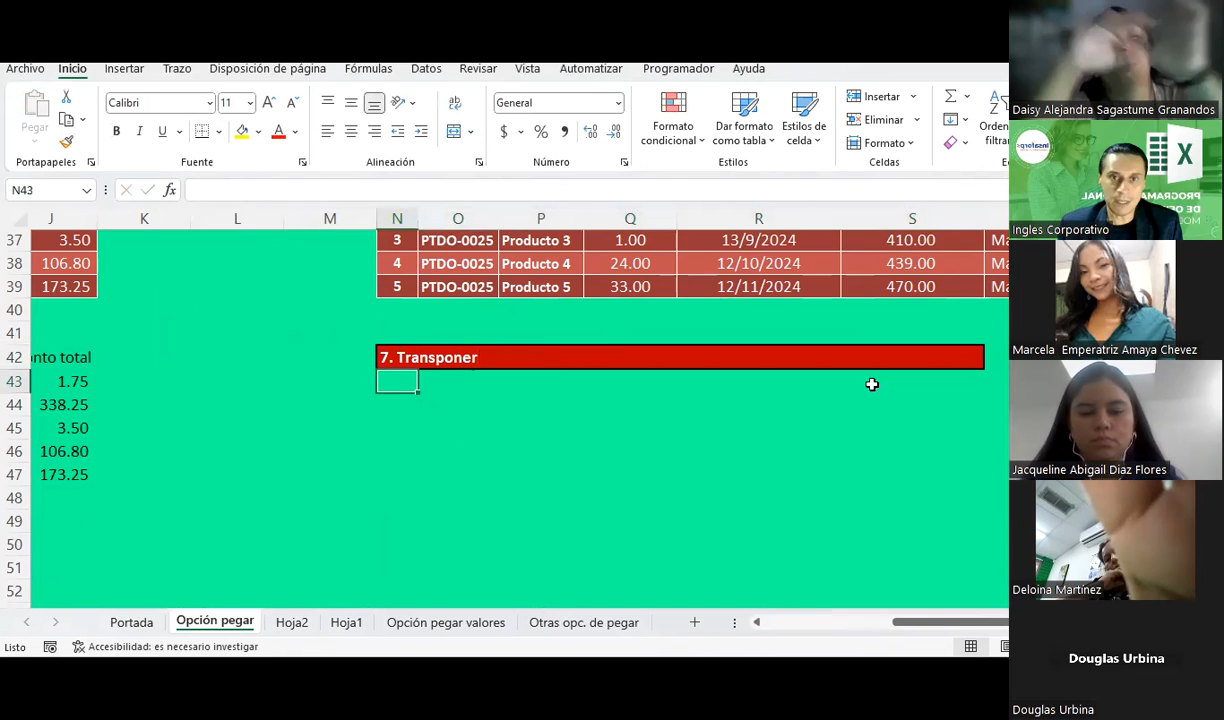 Archivo Inicio Insertar Trazo Disposición de página Fórmulas Datos Revisar Vista Automatizar Programador Ayuda
Pegar
Calibri 11
General
Formato condicional
Dar formato como tabla
Estilos de celda
Insertar
Eliminar
Formato
Portapapeles Fuente Alineación Número Estilos Celdas
N43
J K L M N O P Q R S
37 3.50 3 PTDO-0025 Producto 3 1.00 13/9/2024 410.00
38 106.80 4 PTDO-0025 Producto 4 24.00 12/10/2024 439.00
39 173.25 5 PTDO-0025 Producto 5 33.00 12/11/2024 470.00
40
41
42 nto total 7. Transponer
43 1.75
44 338.25
45 3.50
46 106.80
47 173.25
48
49
50
51
52
Portada Opción pegar Hoja2 Hoja1 Opción pegar valores Otras opc. de pegar
Listo Accesibilidad: es necesario investigar
Daisy Alejandra Sagastume Granandos
Ingles Corporativo
Marcela Emperatriz Amaya Chevez
Jacqueline Abigail Diaz Flores
Deloina Martínez
Douglas Urbina
Douglas Urbina